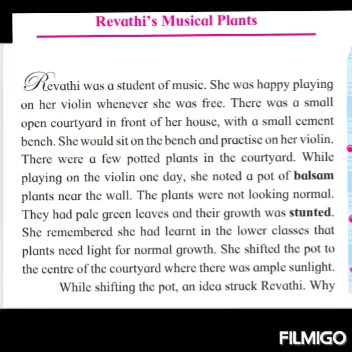 Revathi's Musical Plants
Revathi was a student of music. She was happy playing
on her violin whenever she was free. There was a small
open courtyard in front of her house, with a small cement
bench. She would sit on the bench and practise on her violin.
There were a few potted plants in the courtyard. While
playing on the violin one day, she noted a pot of balsam
plants near the wall. The plants were not looking normal.
They had pale green leaves and their growth was stunted.
She remembered she had learnt in the lower classes that
plants need light for normal growth. She shifted the pot to
the centre of the courtyard where there was ample sunlight.
While shifting the pot, an idea struck Revathi. Why
FILMIGO